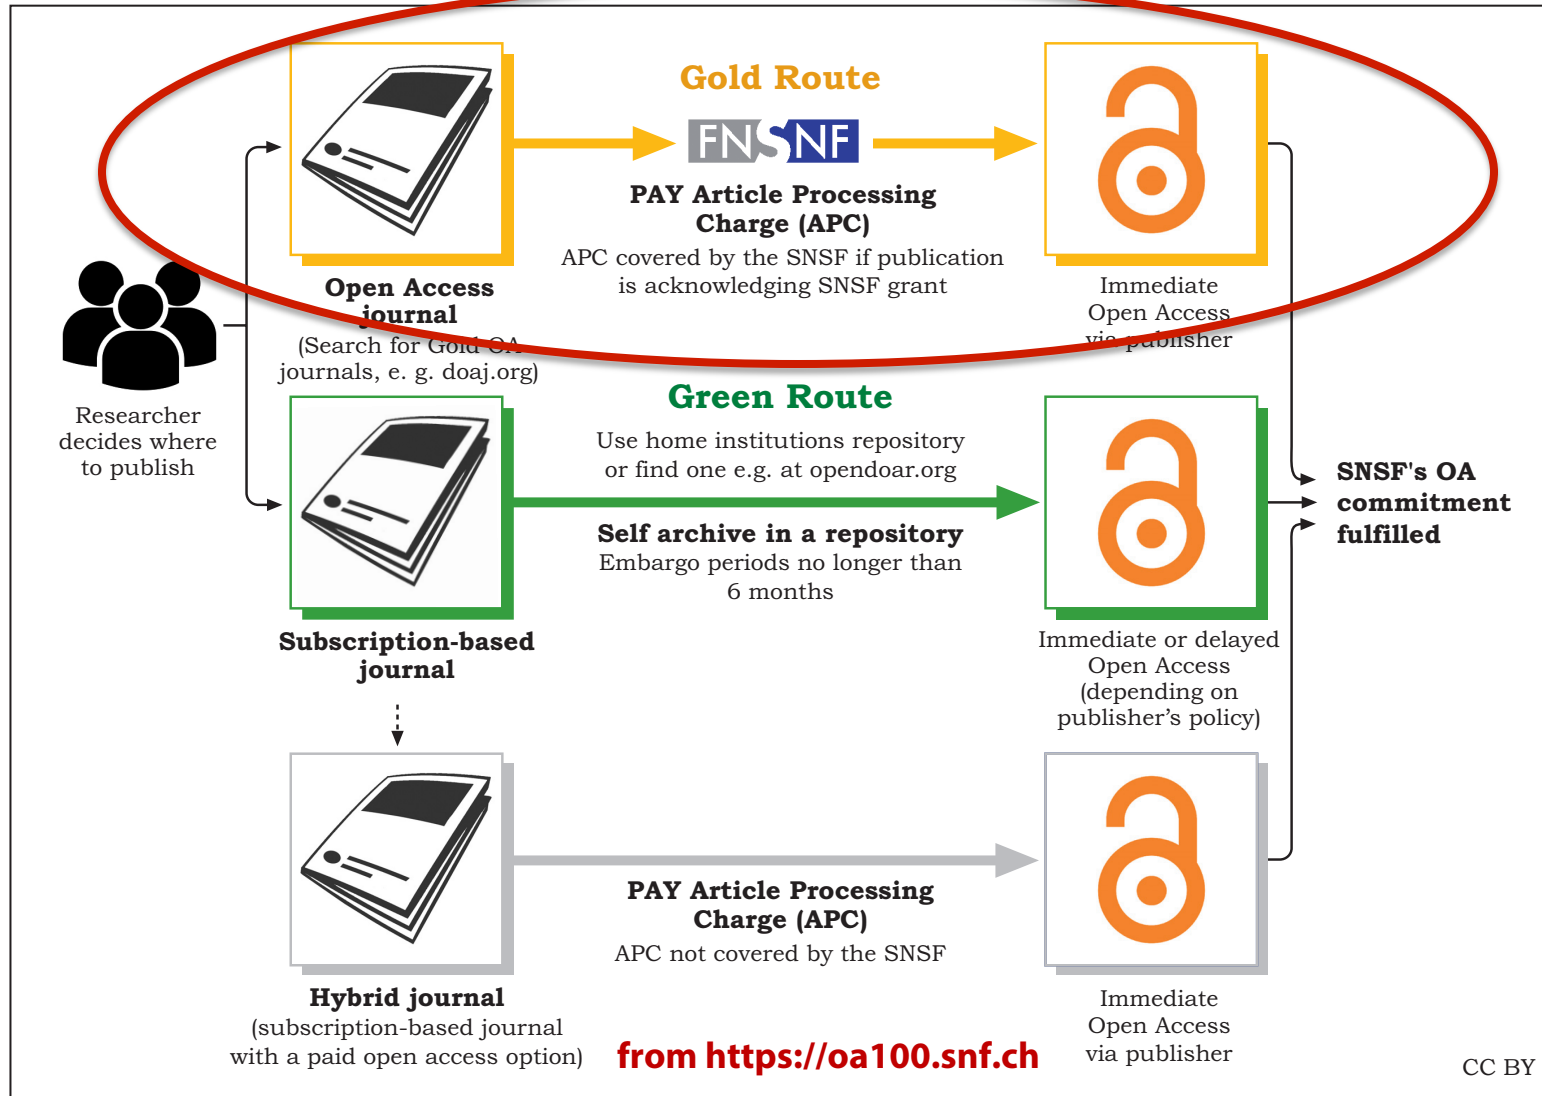 Gold Route
FNSNF
PAY Article Processing
Charge (APC)
APC covered by the SNSF if publication
is acknowledging SNSF grant
Open Access
journal
(Search for Gold OA
journals, e. g. doaj.org)
Immediate
Open Access
via publisher
Researcher
decides where
to publish
Green Route
Use home institutions repository
or find one e.g. at opendoar.org
Self archive in a repository
Embargo periods no longer than
6 months
Subscription-based
journal
Immediate or delayed
Open Access
(depending on
publisher’s policy)
SNSF's OA
commitment
fulfilled
PAY Article Processing
Charge (APC)
APC not covered by the SNSF
Hybrid journal
(subscription-based journal
with a paid open access option)
Immediate
Open Access
via publisher
from https://oa100.snf.ch
CC BY